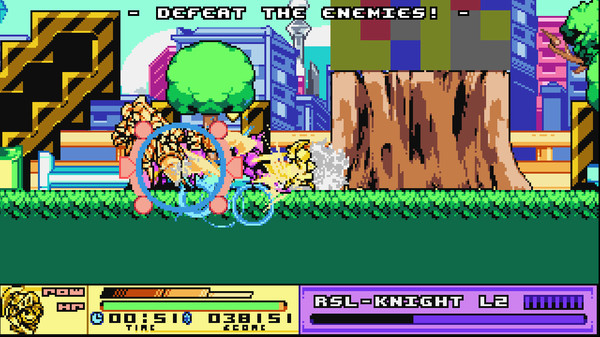 - DEFEAT THE ENEMIES! -
POW
HP
00:51 038151
TIME SCORE
RSL-KNIGHT L2